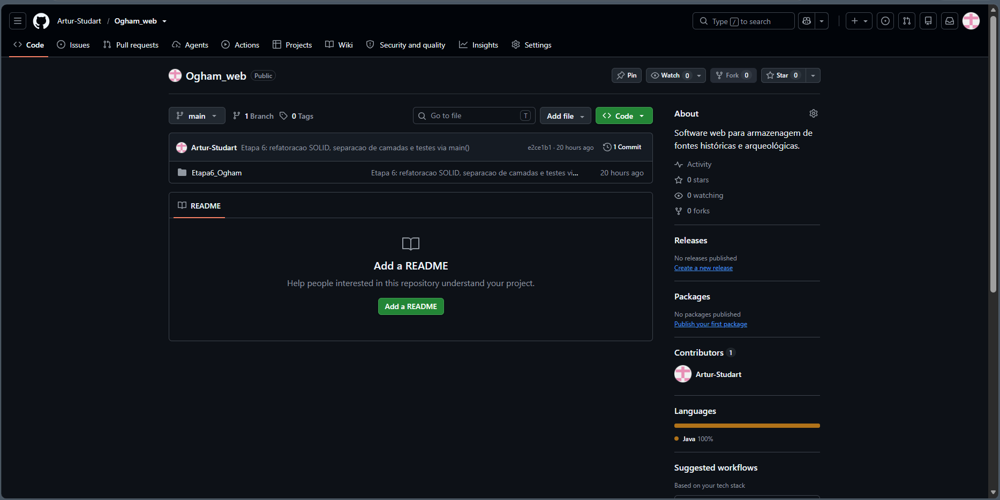 Artur-Studart / Ogham_web
Type / to search
Code
Issues
Pull requests
Agents
Actions
Projects
Wiki
Security and quality
Insights
Settings
Ogham_web Public
Pin
Watch 0
Fork 0
Star 0
main
1 Branch
0 Tags
Go to file T
Add file
Code
Artur-Studart Etapa 6: refatoracao SOLID, separacao de camadas e testes via main() e2ce1b1 · 20 hours ago 1 Commit
Etapa6_Ogham Etapa 6: refatoracao SOLID, separacao de camadas e testes vi... 20 hours ago
README
Add a README
Help people interested in this repository understand your project.
Add a README
About
Software web para armazenagem de
fontes históricas e arqueológicas.
Activity
0 stars
0 watching
0 forks
Releases
No releases published
Create a new release
Packages
No packages published
Publish your first package
Contributors 1
Artur-Studart
Languages
Java 100%
Suggested workflows
Based on your tech stack